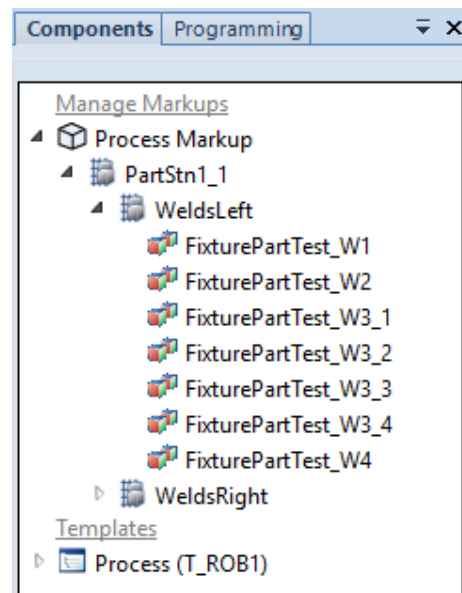 Components Programming
Manage Markups
Process Markup
PartStn1_1
WeldsLeft
FixturePartTest_W1
FixturePartTest_W2
FixturePartTest_W3_1
FixturePartTest_W3_2
FixturePartTest_W3_3
FixturePartTest_W3_4
FixturePartTest_W4
WeldsRight
Templates
Process (T_ROB1)